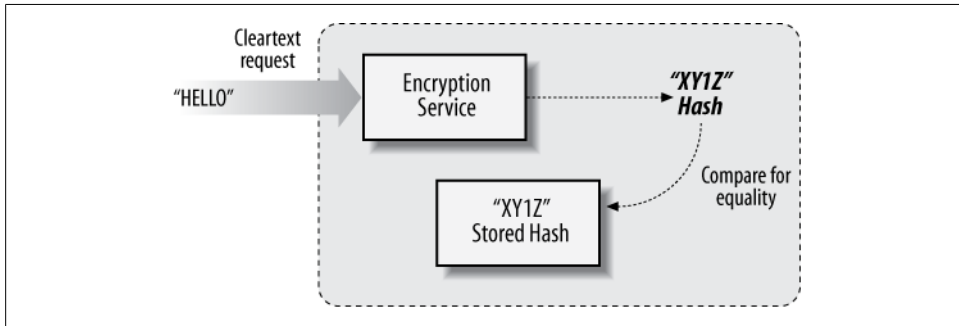 Cleartext
request
“HELLO”
Encryption
Service
“XY1Z”
Hash
Compare for
equality
“XY1Z”
Stored Hash